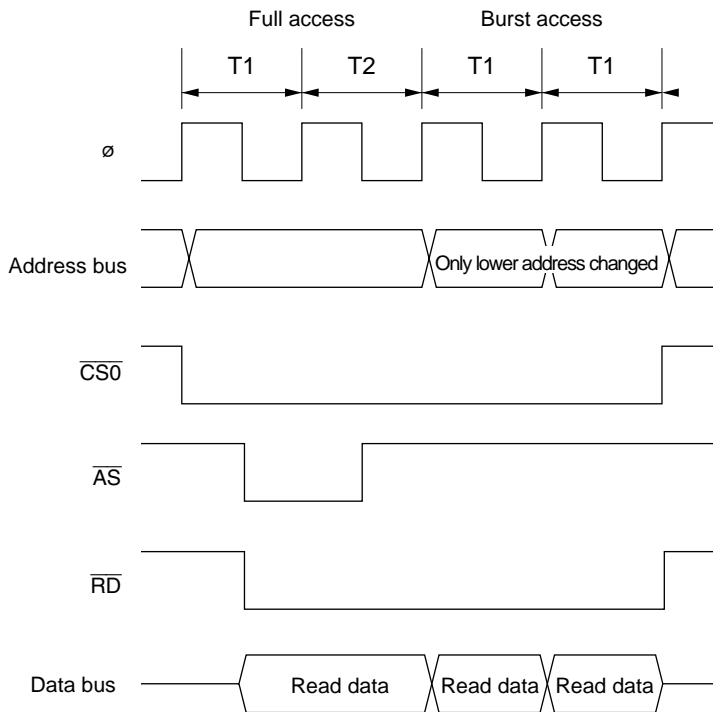 Full access Burst access
T1 T2 T1 T1
ø
Address bus
Only lower address changed
CS0
AS
RD
Data bus
Read data Read data Read data